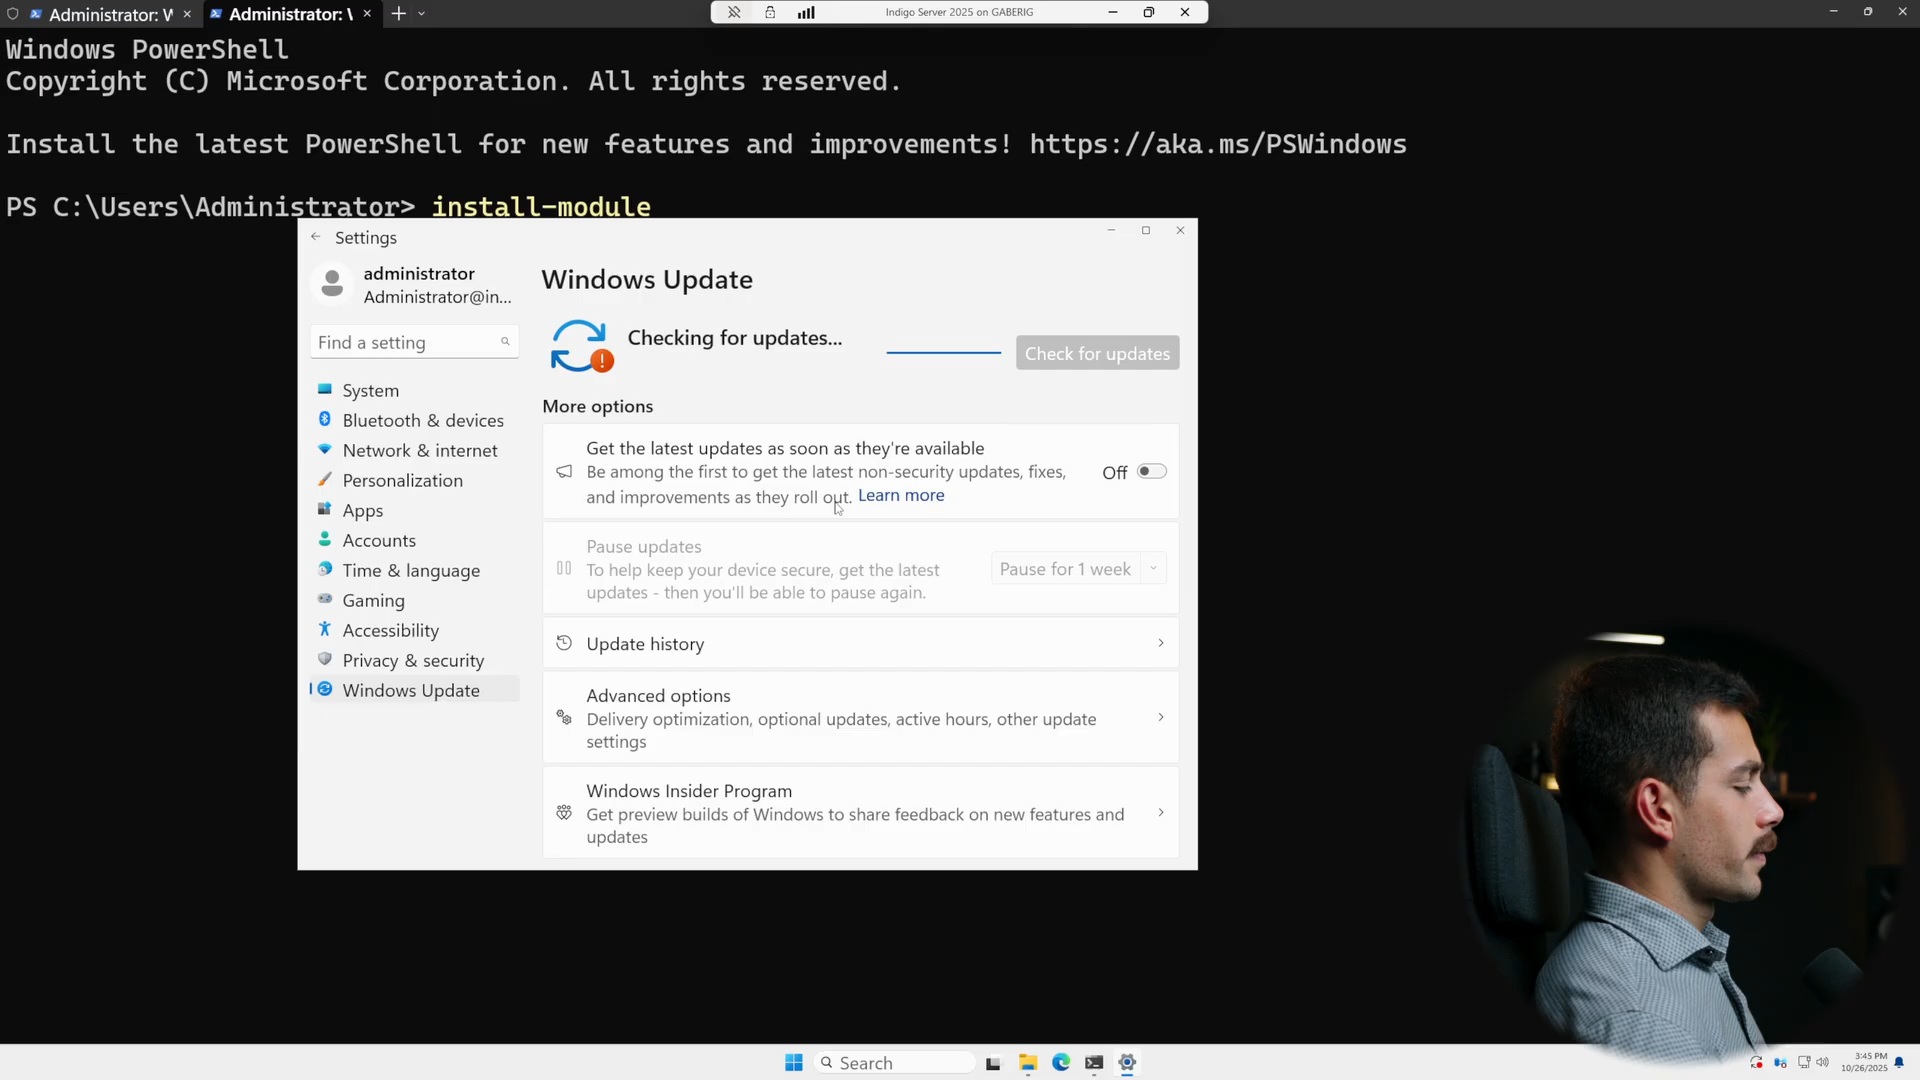 Administrator: W
Administrator: \
Indigo Server 2025 on GABERIG
Windows PowerShell
Copyright (C) Microsoft Corporation. All rights reserved.
Install the latest PowerShell for new features and improvements! https://aka.ms/PSWindows
PS C:\Users\Administrator> install-module
Settings
administrator
Administrator@in...
Find a setting
System
Bluetooth & devices
Network & internet
Personalization
Apps
Accounts
Time & language
Gaming
Accessibility
Privacy & security
Windows Update
Windows Update
Checking for updates...
Check for updates
More options
Get the latest updates as soon as they're available
Be among the first to get the latest non-security updates, fixes,
and improvements as they roll out. Learn more
Off
Pause updates
To help keep your device secure, get the latest
updates - then you'll be able to pause again.
Pause for 1 week
Update history
Advanced options
Delivery optimization, optional updates, active hours, other update
settings
Windows Insider Program
Get preview builds of Windows to share feedback on new features and
updates
Search
3:45 PM
10/26/2025